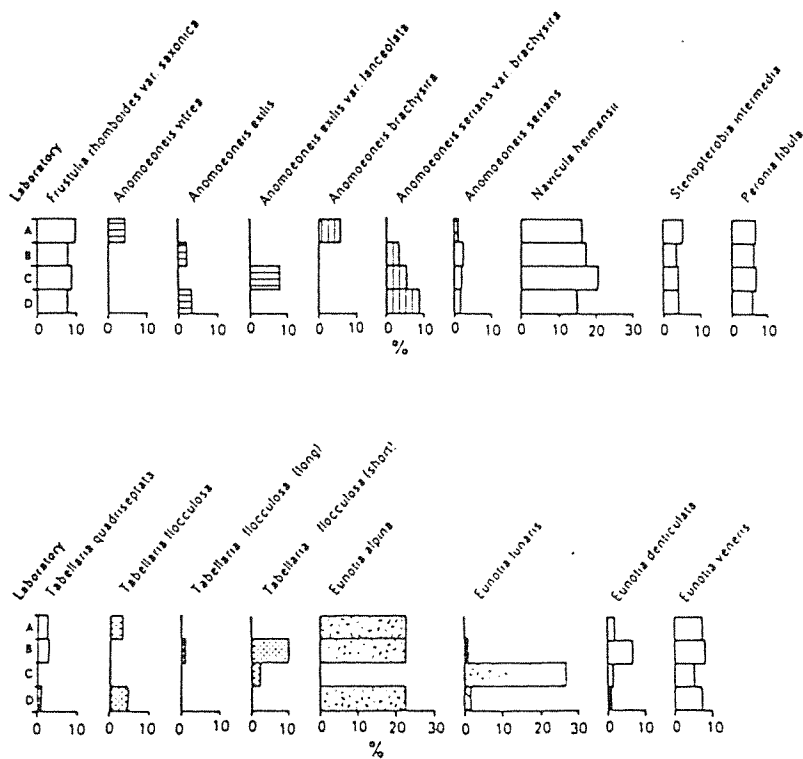 Laboratory
Frustulia rhomboides var. saxonica
Anomoeoneis vitrea
Anomoeoneis exilis
Anomoeoneis exilis var. lanceolata
Anomoeoneis brachysira
Anomoeoneis serians var. brachysira
Anomoeoneis serians
Navicula heimansii
Stenopterobia intermedia
Peronia fibula
A
B
C
D
0 10 0 10 0 10 0 10 0 10 0 10 0 10 0 10 20 30 0 10 0 10
%
Laboratory
Tabellaria quadriseptata
Tabellaria flocculosa
Tabellaria flocculosa (long)
Tabellaria flocculosa (short)
Eunotia alpina
Eunotia lunaris
Eunotia denticulata
Eunotia veneris
A
B
C
D
0 10 0 10 0 10 0 10 0 10 20 30 0 10 20 30 0 10 0 10
%